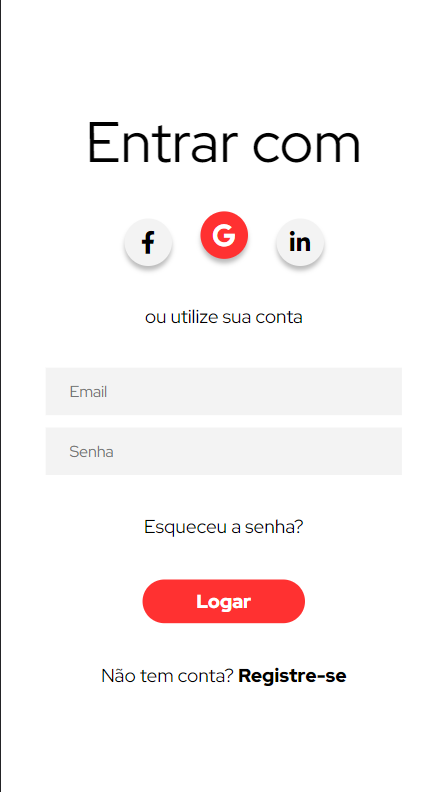 Entrar com
f G in
ou utilize sua conta
Email
Senha
Esqueceu a senha?
Logar
Não tem conta? Registre-se